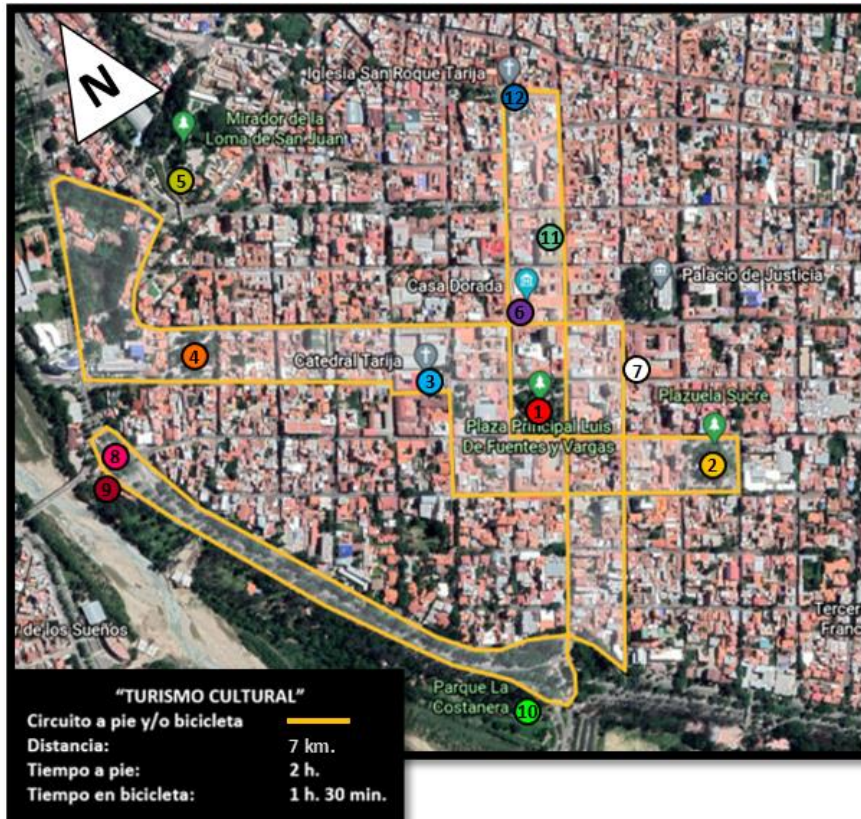 N
Iglesia San Roque Tarija
12
Mirador de la
Loma de San Juan
5
11
Casa Dorada
Palacio de Justicia
6
4
Catedral Tarija
3
7
1
Plazuela Sucre
Plaza Principal Luis
De Fuentes y Vargas
2
8
9
Tercer
Franc
r de los Sueños
Parque La
Costanera
10
“TURISMO CULTURAL”
Circuito a pie y/o bicicleta
Distancia: 7 km.
Tiempo a pie: 2 h.
Tiempo en bicicleta: 1 h. 30 min.